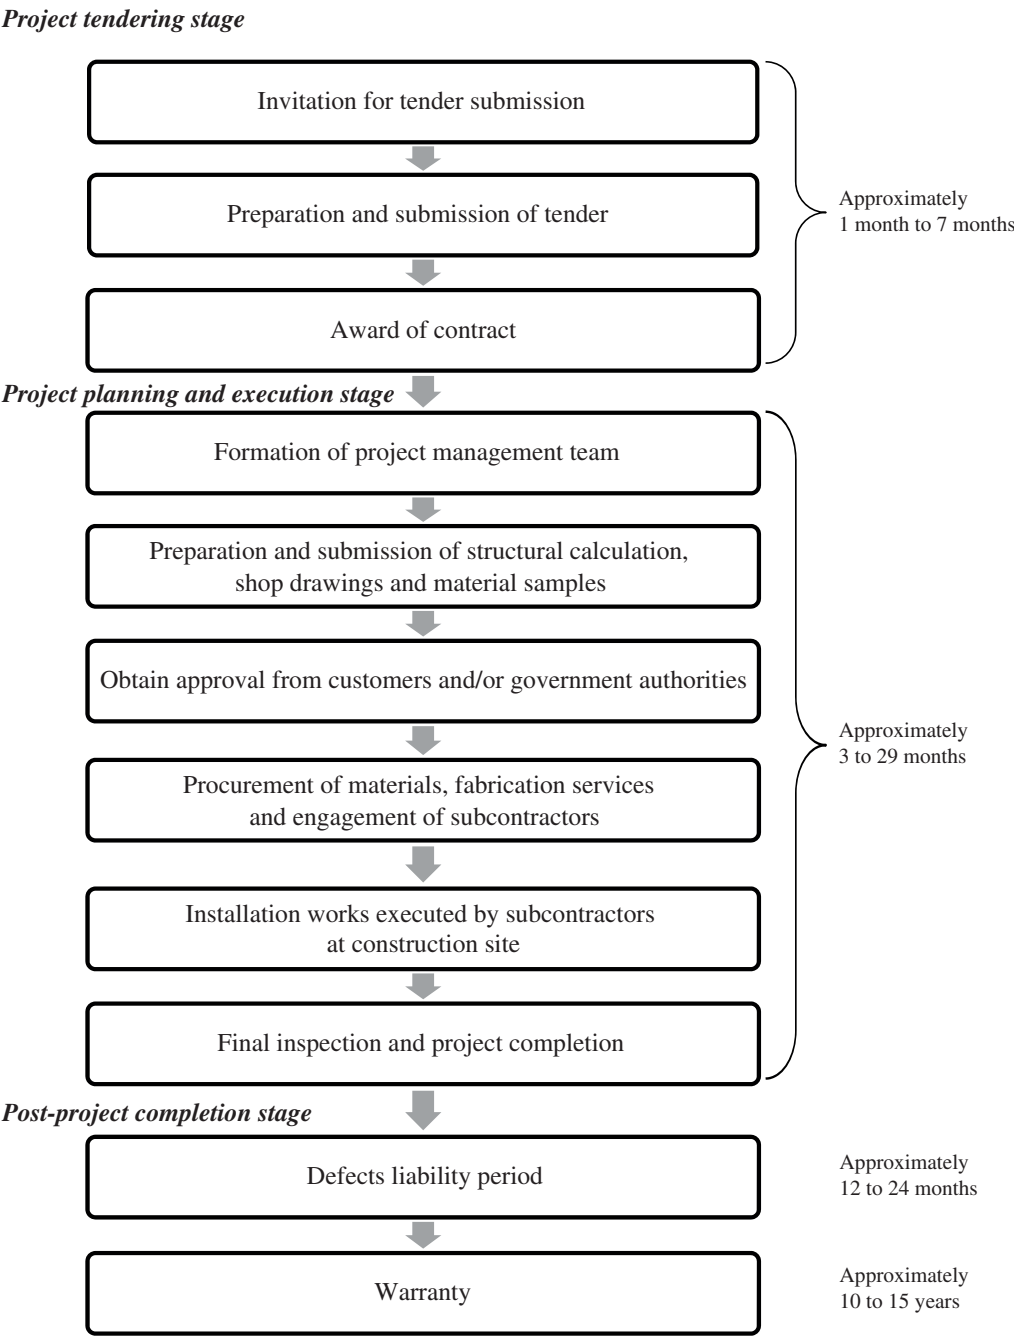 Project tendering stage
Invitation for tender submission
Preparation and submission of tender
Approximately
1 month to 7 months
Award of contract
Project planning and execution stage
Formation of project management team
Preparation and submission of structural calculation,
shop drawings and material samples
Obtain approval from customers and/or government authorities
Approximately
3 to 29 months
Procurement of materials, fabrication services
and engagement of subcontractors
Installation works executed by subcontractors
at construction site
Final inspection and project completion
Post-project completion stage
Defects liability period
Approximately
12 to 24 months
Warranty
Approximately
10 to 15 years